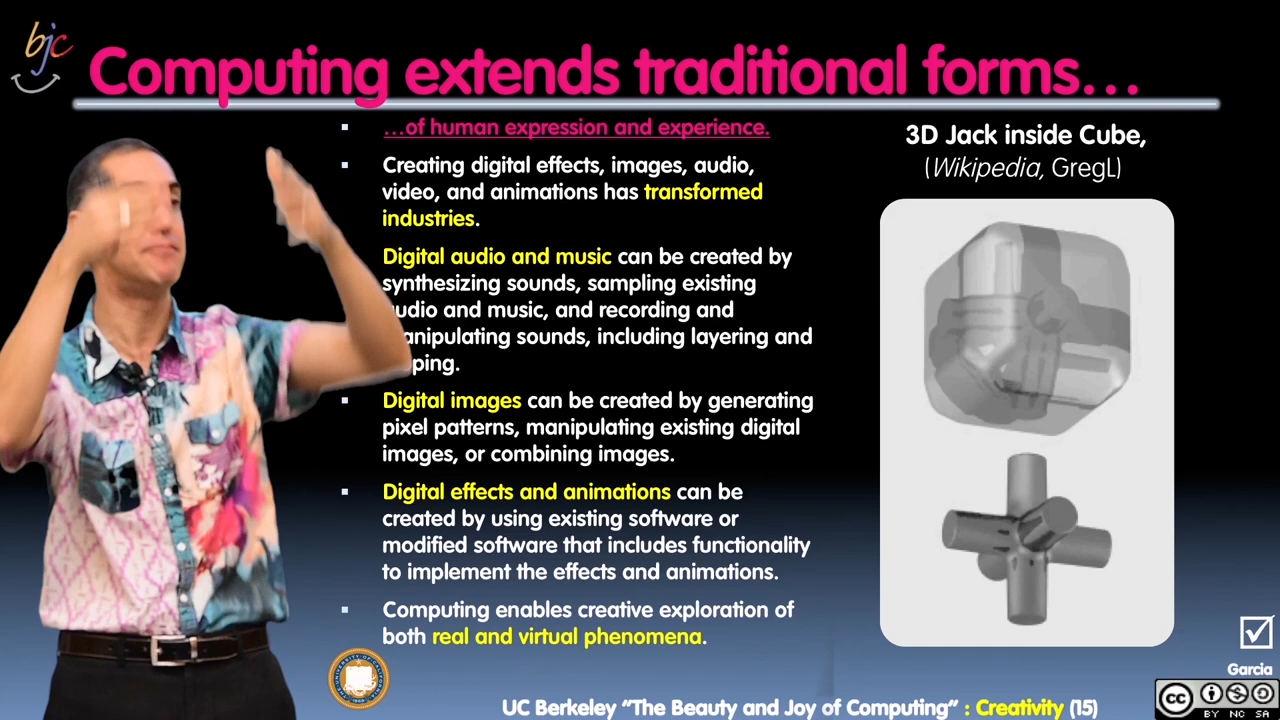 bjc
Computing extends traditional forms…
…of human expression and experience.
Creating digital effects, images, audio,
video, and animations has transformed
industries.
Digital audio and music can be created by
synthesizing sounds, sampling existing
audio and music, and recording and
manipulating sounds, including layering and
Digital images can be created by generating
pixel patterns, manipulating existing digital
images, or combining images.
Digital effects and animations can be
created by using existing software or
modified software that includes functionality
to implement the effects and animations.
Computing enables creative exploration of
both real and virtual phenomena.
3D Jack inside Cube,
(Wikipedia, GregL)
Garcia
UC Berkeley “The Beauty and Joy of Computing” : Creativity (15)
cc
BY NC SA